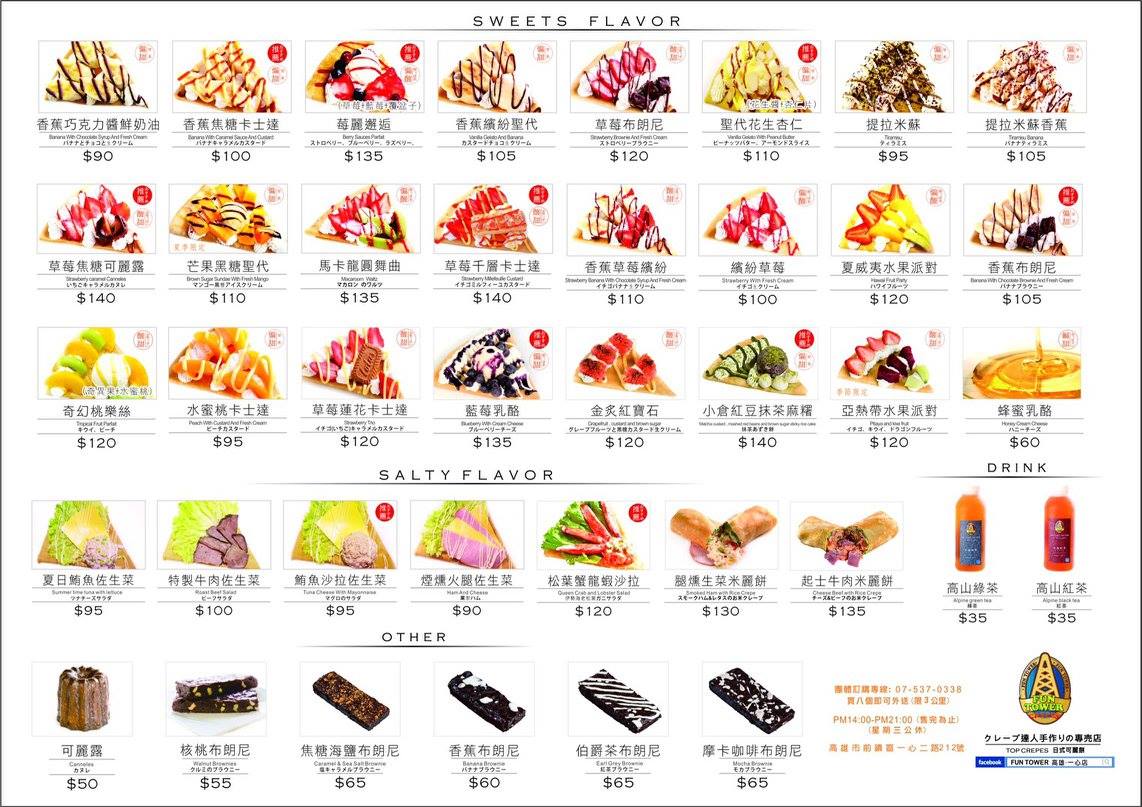 SWEETS FLAVOR
推薦 偏甜 酸甜 偏酸
(草莓+藍莓+覆盆子)
(花生醬+杏仁片)
香蕉巧克力醬鮮奶油
Banana With Chocolate Syrup And Fresh Cream
バナナとチョコと生クリーム
$90
香蕉焦糖卡士達
Banana With Caramel Sauce And Custard
バナナキャラメルカスタード
$100
莓麗邂逅
Berry Sauces Parfait
ストロベリー、ブルーベリー、ラズベリー、
$135
香蕉繽紛聖代
Vanilla Gelato And Banana
カスタードチョコ生クリーム
$105
草莓布朗尼
Strawberry Brownie And Fresh Cream
ストロベリーブラウニー
$120
聖代花生杏仁
Vanilla Gelato With Peanut Butter
ピーナッツバター、アーモンドスライス
$110
提拉米蘇
Tiramisu
ティラミス
$95
提拉米蘇香蕉
Tiramisu Banana
バナナティラミス
$105
夏季限定
草莓焦糖可麗露
Strawberry caramel Canneles
いちごキャラメルカヌレ
$140
芒果黑糖聖代
Brown Sugar Sundae With Fresh Mango
マンゴー黒糖アイスクリーム
$110
馬卡龍圓舞曲
Macaroom Waltz
マカロン のワルツ
$135
草莓千層卡士達
Strawberry Millefeuille Custard
イチゴミルフィーユカスタード
$140
香蕉草莓繽紛
Strawberry Banana With Chocolate Syrup And Fresh Cream
イチゴバナナ生クリーム
$110
繽紛草莓
Strawberry With Fresh Cream
イチゴ生クリーム
$100
夏威夷水果派對
Hawaii Fruit Party
ハワイフルーツ
$120
香蕉布朗尼
Banana With Chocolate Brownie And Fresh Cream
バナナブラウニー
$105
(奇異果+水蜜桃)
季節限定
奇幻桃樂絲
Tropical Fruit Parfait
キウイ、ピーチ
$120
水蜜桃卡士達
Peach With Custard And Fresh Cream
ピーチカスタード
$95
草莓蓮花卡士達
Strawberry Trio
イチゴ(いちご)キャラメルカスタード
$120
藍莓乳酪
Blueberry With Cream Cheese
ブルーベリーチーズ
$135
金炙紅寶石
Grapefruit , custard and brown sugar
グレープフルーツと黒糖カスタード生クリーム
$120
小倉紅豆抹茶麻糬
Matcha custard , mashed red beans and brown sugar sticky rice cake
抹茶あずき餅
$140
亞熱帶水果派對
Pitaya and kiwi fruit
イチゴ、キウイ、ドラゴンフルーツ
$120
蜂蜜乳酪
Honey Cream Cheese
ハニーチーズ
$60
SALTY FLAVOR
夏日鮪魚佐生菜
Summer time tuna with lettuce
ツナチーズサラダ
$95
特製牛肉佐生菜
Roast Beef Salad
ビーフサラダ
$100
鮪魚沙拉佐生菜
Tuna Cheese With Mayonnaise
マグロのサラダ
$95
煙燻火腿佐生菜
Ham And Cheese
薫製ハム
$90
松葉蟹龍蝦沙拉
Queen Crab and Lobster Salad
伊勢海老松葉ガニサラダ
$120
腿燻生菜米麗餅
Smoked Ham with Rice Crepe
スモークハム&レタスのお米クレープ
$130
起士牛肉米麗餅
Cheese Beef with Rice Crepe
チーズ&ビーフのお米クレープ
$135
DRINK
高山綠茶
Alpine green tea
緑茶
$35
高山紅茶
Alpine black tea
紅茶
$35
OTHER
可麗露
Canneles
カヌレ
$50
核桃布朗尼
Walnut Brownies
クルミのブラウニー
$55
焦糖海鹽布朗尼
Caramel & Sea Salt Brownie
塩キャラメルブラウニー
$65
香蕉布朗尼
Banana Brownie
バナナブラウニー
$60
伯爵茶布朗尼
Earl Grey Brownie
紅茶ブラウニー
$65
摩卡咖啡布朗尼
Mocha Brownie
モカブラウニー
$65
團體訂購專線: 07-537-0338
買八個即可外送(限3公里)
PM14:00-PM21:00 (售完為止)
(星期三公休)
高雄市前鎮區一心二路212號
FUN TOWER
クレープ達人手作りの專売店
TOP CREPES 日式可麗餅
facebook FUN TOWER 高雄·一心店